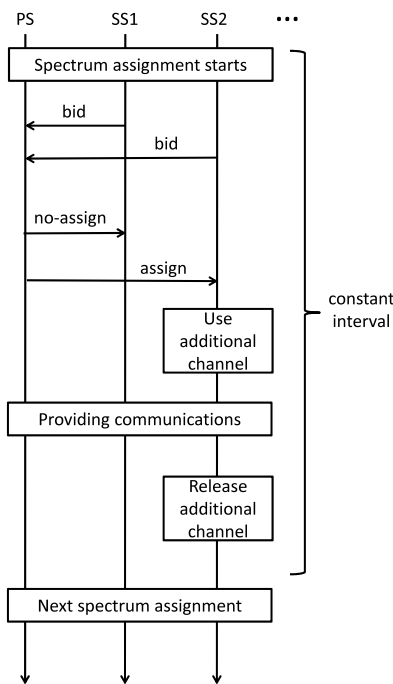 PS SS1 SS2 •••
Spectrum assignment starts
bid
bid
no-assign
assign
constant
interval
Use
additional
channel
Providing communications
Release
additional
channel
Next spectrum assignment